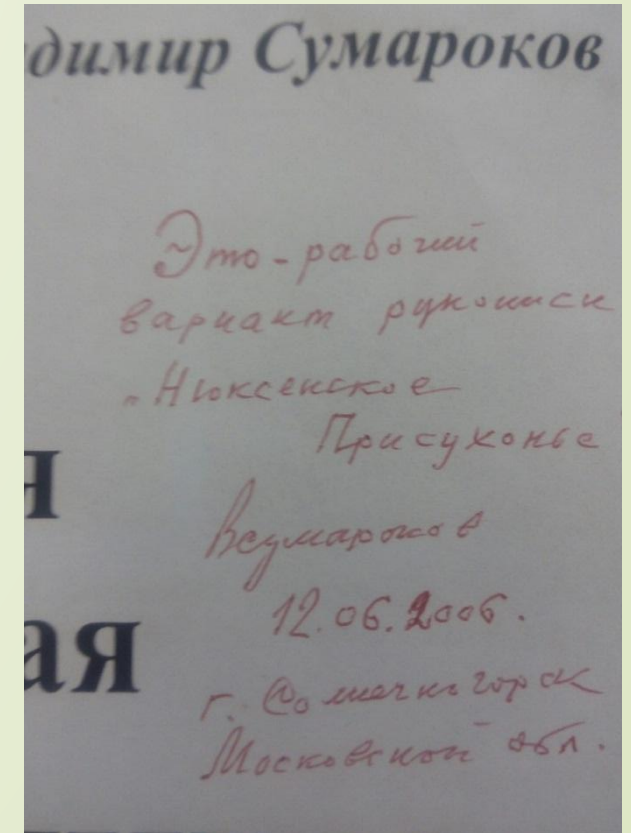 димир Сумароков
Это - рабочий
вариант рукописи
„Нюксенское
Присухонье
я
ВСумароков
12.06.2006.
ая
г. Солнечногорск
Московской обл.